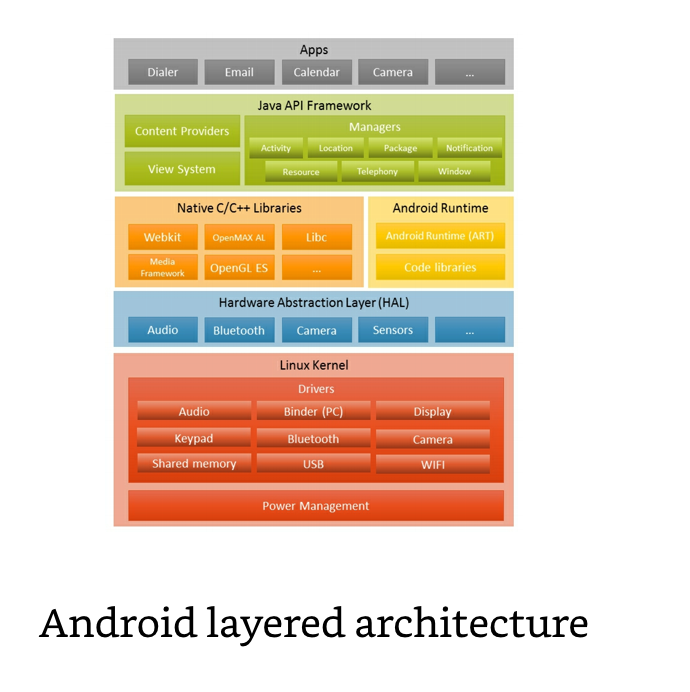 Apps
Dialer Email Calendar Camera ...
Java API Framework
Content Providers
View System
Managers
Activity Location Package Notification
Resource Telephony Window
Native C/C++ Libraries
Webkit OpenMAX AL Libc
Media
Framework
OpenGL ES ...
Android Runtime
Android Runtime (ART)
Code libraries
Hardware Abstraction Layer (HAL)
Audio Bluetooth Camera Sensors ...
Linux Kernel
Drivers
Audio Binder (PC) Display
Keypad Bluetooth Camera
Shared memory USB WIFI
Power Management
Android layered architecture